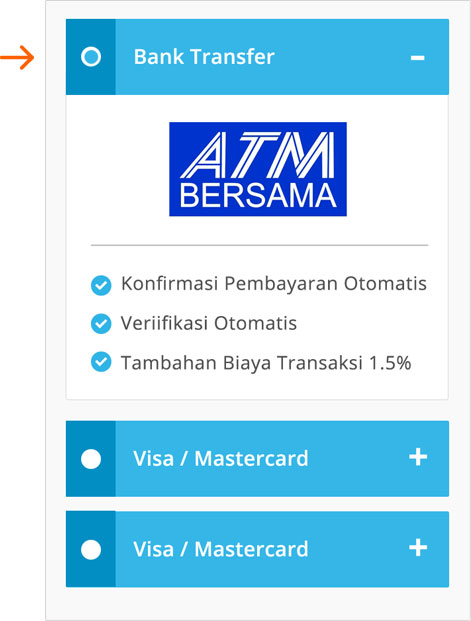 Bank Transfer
ATM
BERSAMA
Konfirmasi Pembayaran Otomatis
Veriifikasi Otomatis
Tambahan Biaya Transaksi 1.5%
Visa / Mastercard
Visa / Mastercard